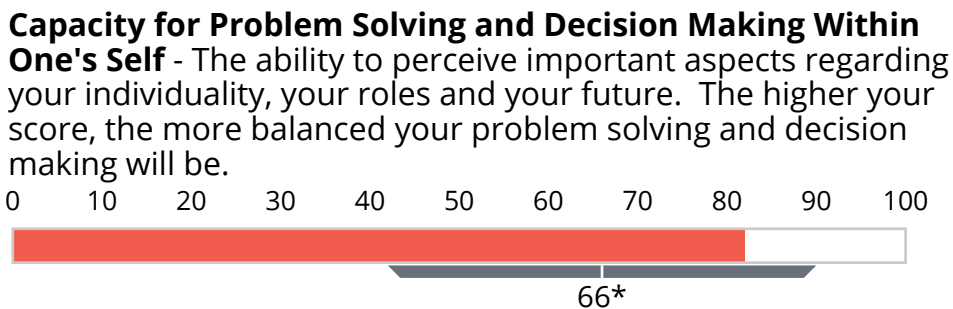 Capacity for Problem Solving and Decision Making Within
One's Self - The ability to perceive important aspects regarding
your individuality, your roles and your future.  The higher your
score, the more balanced your problem solving and decision
making will be.
0 10 20 30 40 50 60 70 80 90 100
66*